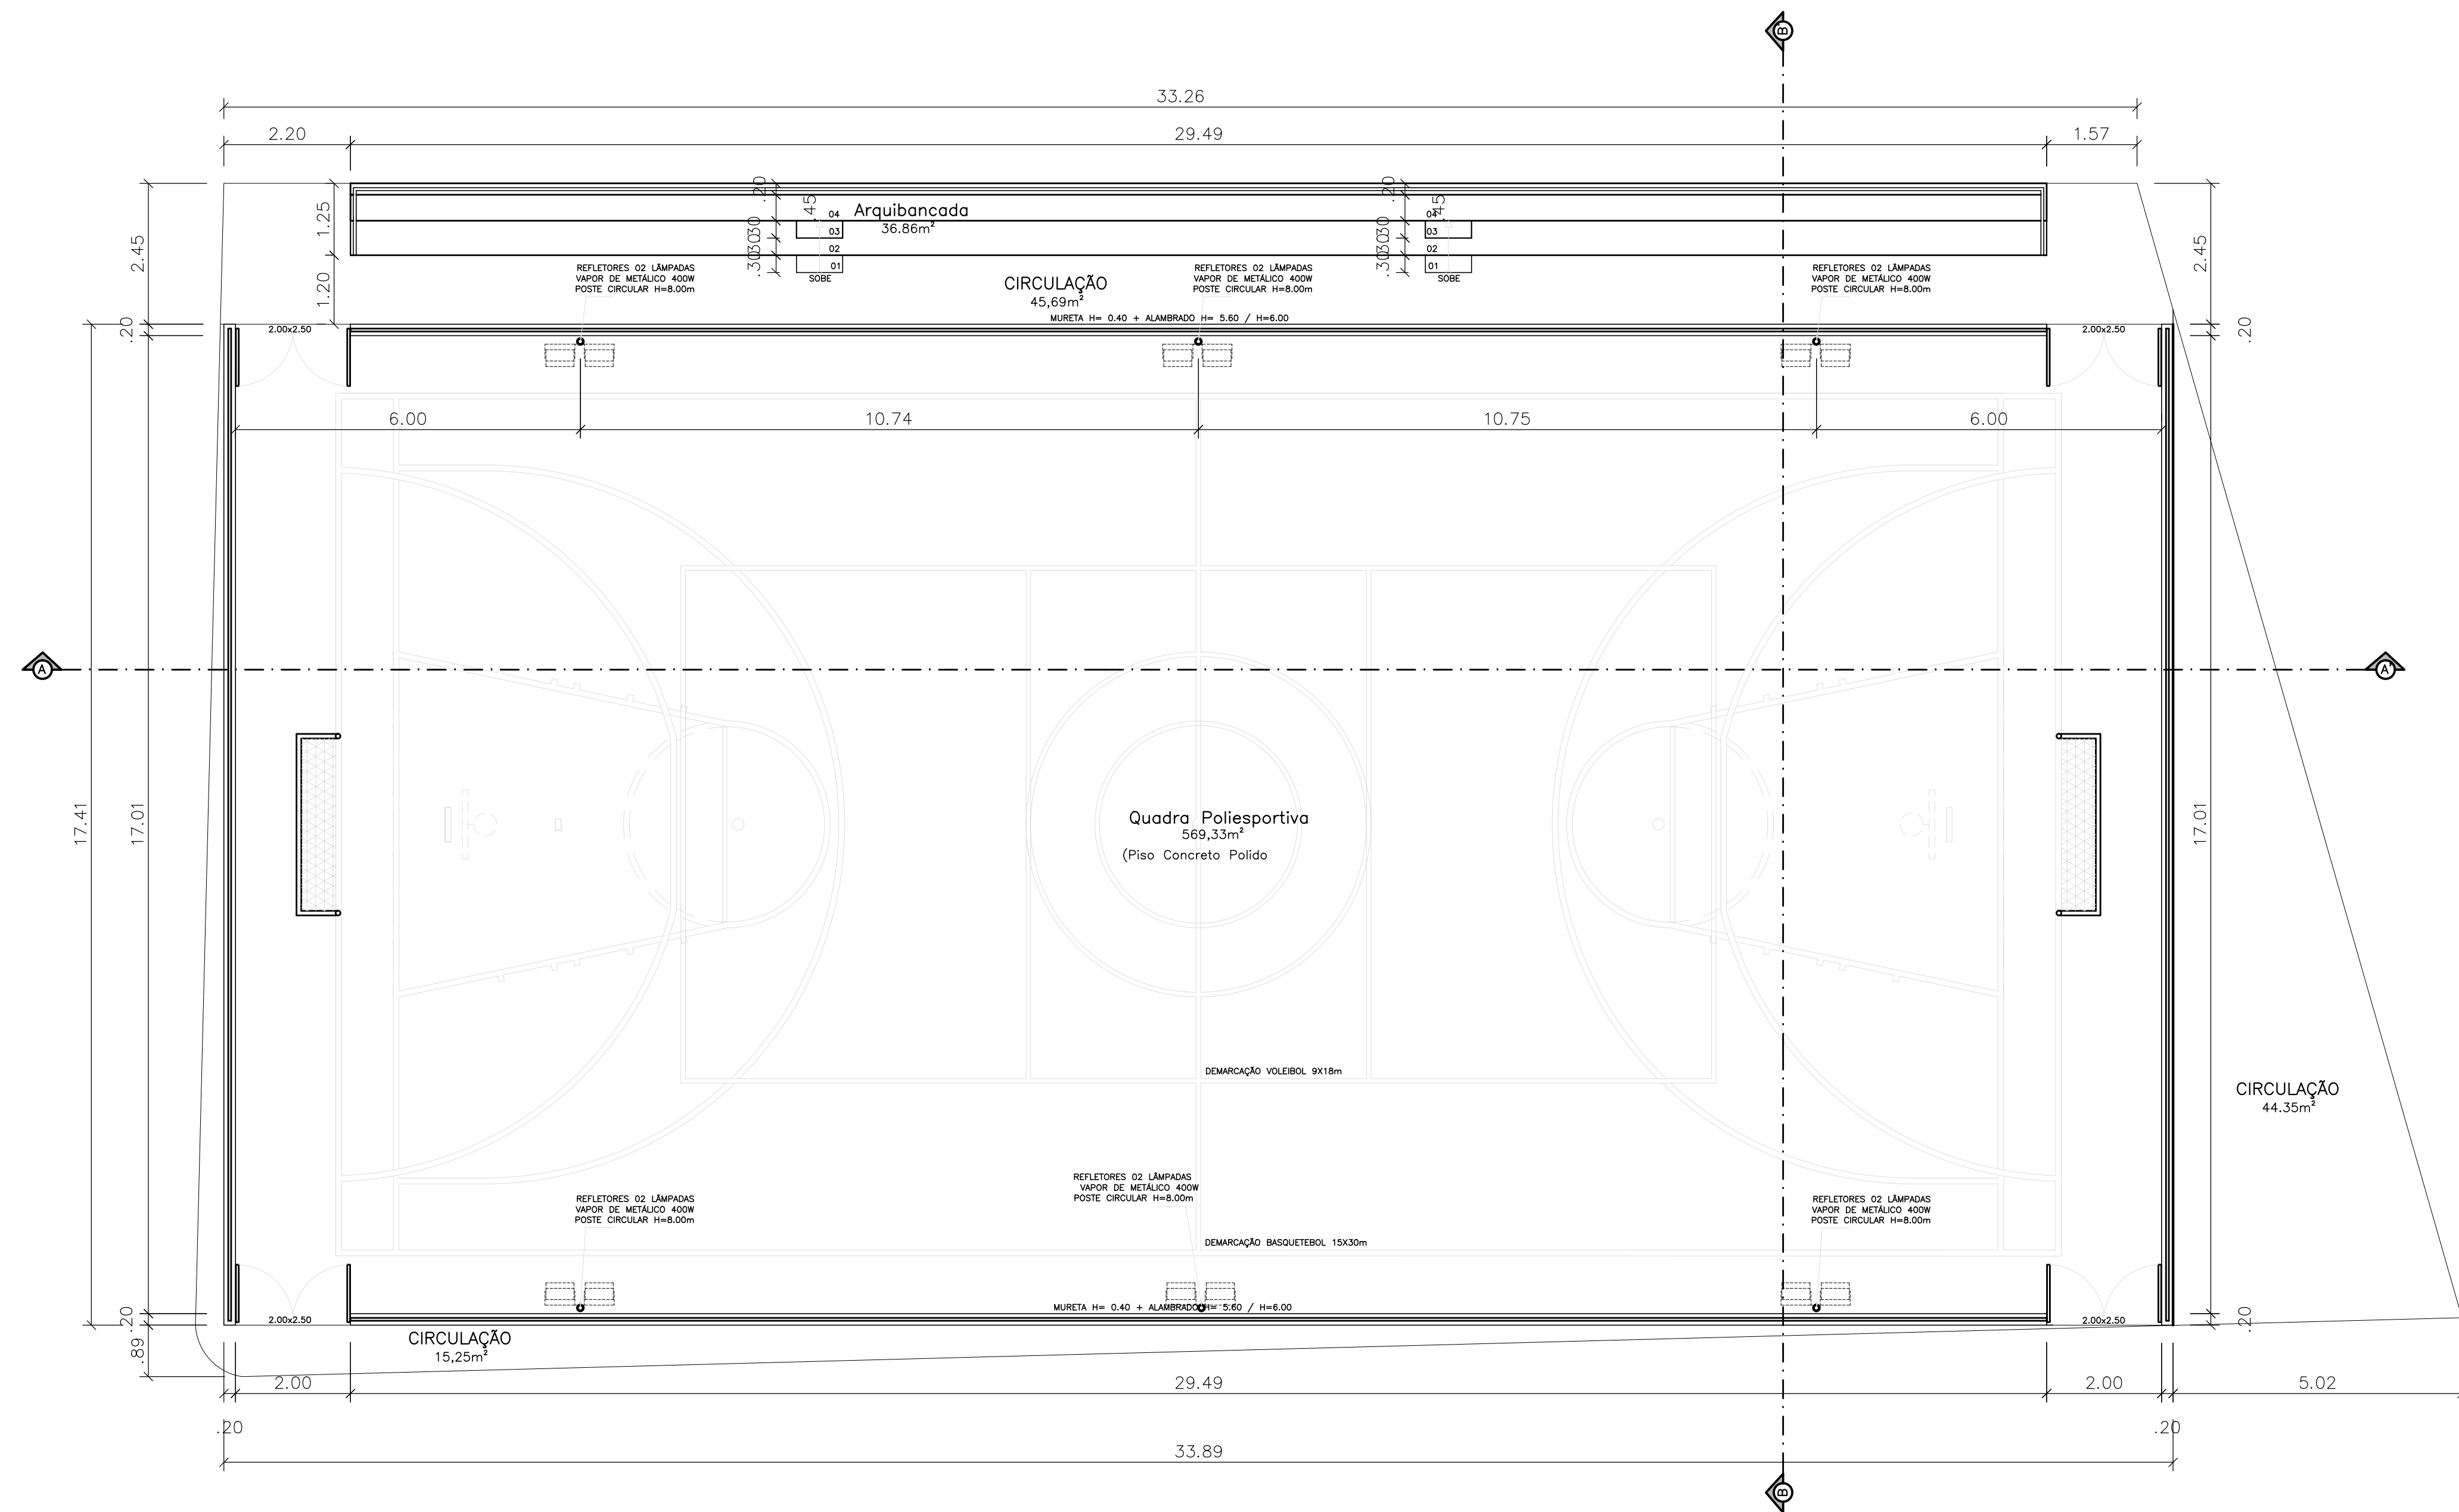 B
33.26
2.20
29.49
1.57
.20
.45
.30
.30
.20
.45
.30
.30
1.25
1.20
2.45
2.45
Arquibancada
36.86m²
04
03
02
01
SOBE
04
03
02
01
SOBE
REFLETORES 02 LÂMPADAS
VAPOR DE METÁLICO 400W
POSTE CIRCULAR H=8.00m
CIRCULAÇÃO
45,69m²
REFLETORES 02 LÂMPADAS
VAPOR DE METÁLICO 400W
POSTE CIRCULAR H=8.00m
REFLETORES 02 LÂMPADAS
VAPOR DE METÁLICO 400W
POSTE CIRCULAR H=8.00m
MURETA H= 0.40 + ALAMBRADO H= 5.60 / H=6.00
.20
2.00x2.50
2.00x2.50
.20
6.00
10.74
10.75
6.00
A
A'
17.41
17.01
17.01
Quadra Poliesportiva
569,33m²
(Piso Concreto Polido
DEMARCAÇÃO VOLEIBOL 9X18m
CIRCULAÇÃO
44.35m²
REFLETORES 02 LÂMPADAS
VAPOR DE METÁLICO 400W
POSTE CIRCULAR H=8.00m
REFLETORES 02 LÂMPADAS
VAPOR DE METÁLICO 400W
POSTE CIRCULAR H=8.00m
REFLETORES 02 LÂMPADAS
VAPOR DE METÁLICO 400W
POSTE CIRCULAR H=8.00m
DEMARCAÇÃO BASQUETEBOL 15X30m
MURETA H= 0.40 + ALAMBRADO H= 5.60 / H=6.00
.20
2.00x2.50
2.00x2.50
.20
.89
CIRCULAÇÃO
15,25m²
2.00
29.49
2.00
5.02
.20
.20
33.89
B